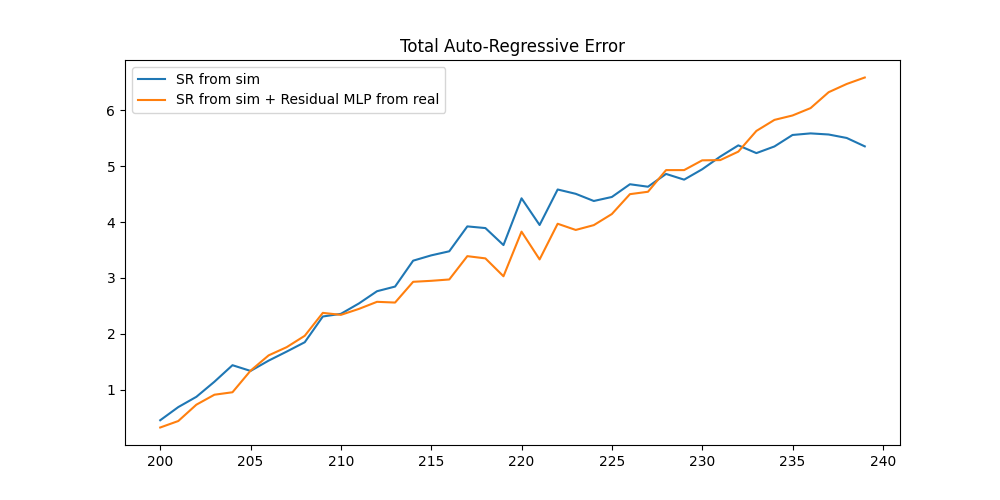 Total Auto-Regressive Error
SR from sim
SR from sim + Residual MLP from real
6
5
4
3
2
1
200 205 210 215 220 225 230 235 240